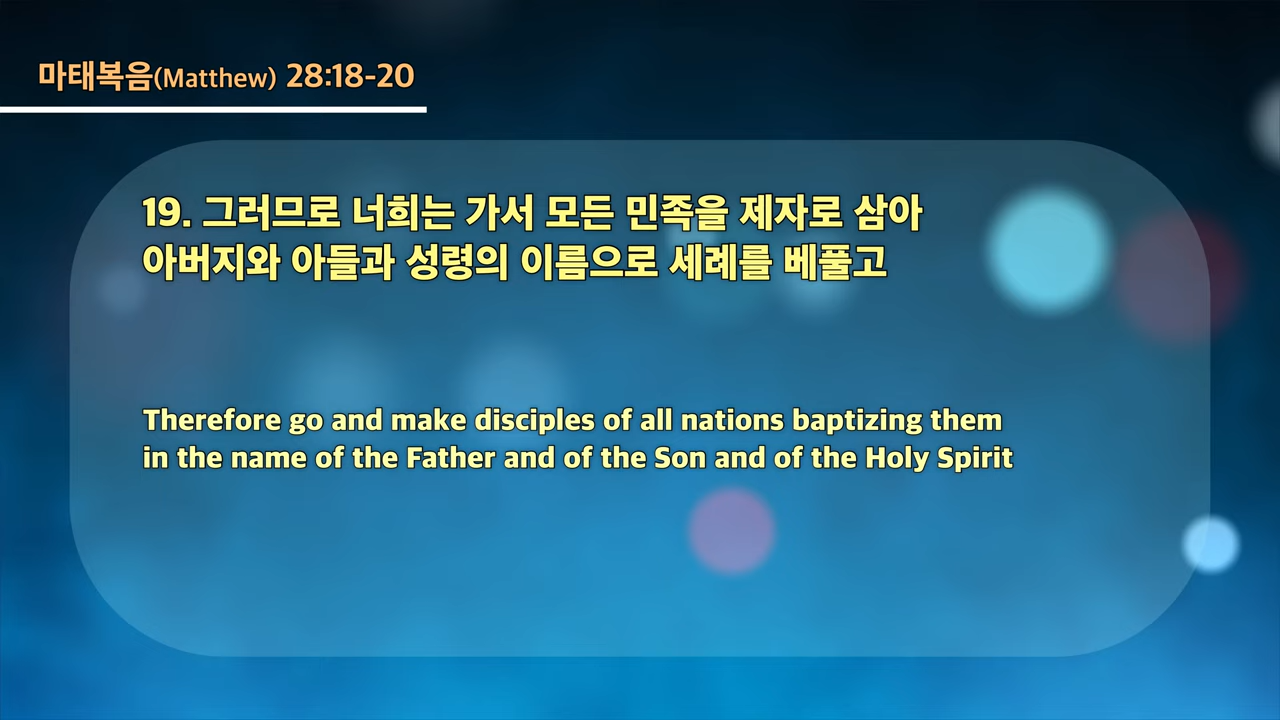 마태복음(Matthew) 28:18-20
19. 그러므로 너희는 가서 모든 민족을 제자로 삼아
아버지와 아들과 성령의 이름으로 세례를 베풀고
Therefore go and make disciples of all nations baptizing them
in the name of the Father and of the Son and of the Holy Spirit